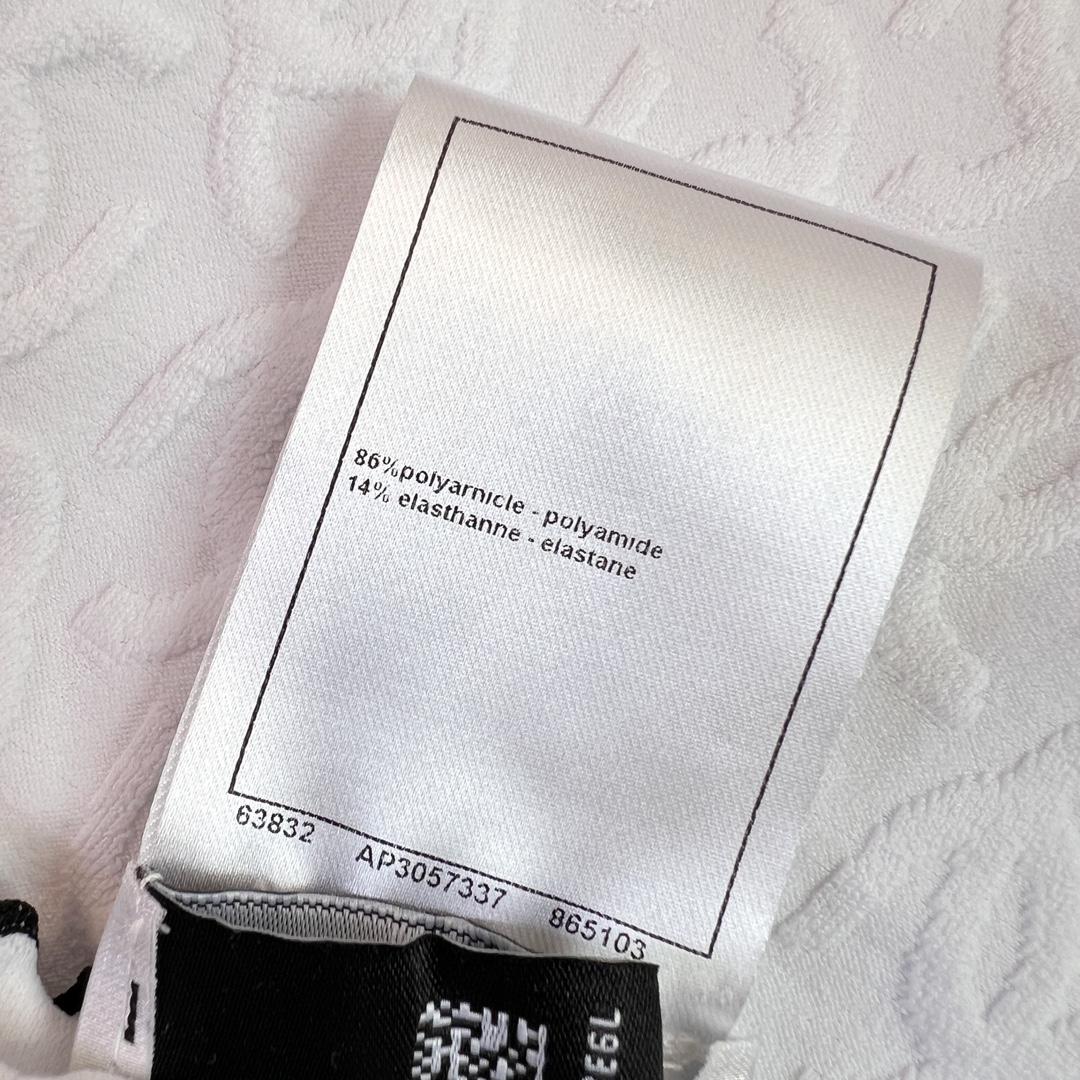 86%polyarnicle - polyamide
14% elasthanne - elastane
63832 AP3057337 865103